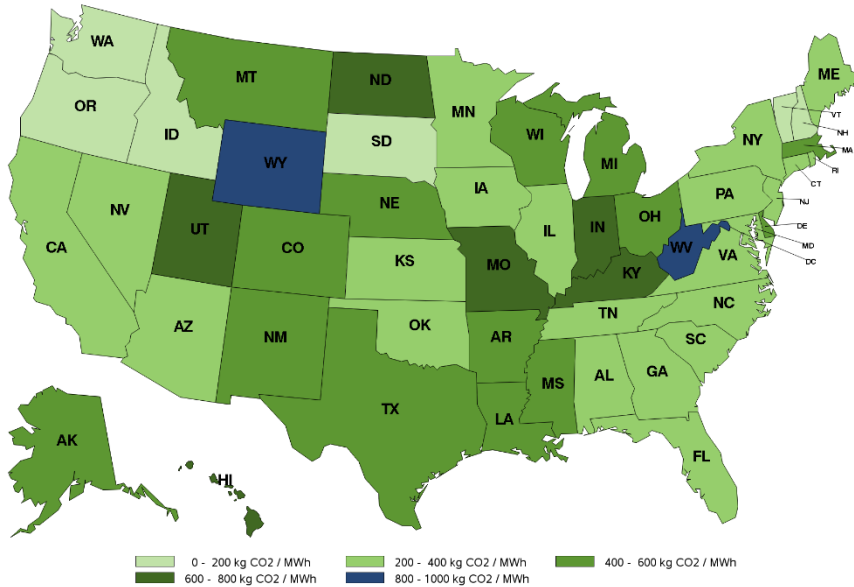 WA
ME
MT
ND
OR
MN
VT
NH
ID
SD
WI
NY
MA
WY
MI
RI
CT
IA
PA
NE
NJ
NV
OH
UT
IL
IN
DE
CA
CO
WV
MD
VA
DC
KS
MO
KY
NC
TN
AZ
OK
NM
AR
SC
MS
AL
GA
TX
LA
AK
FL
HI
0 - 200 kg CO2 / MWh
200 - 400 kg CO2 / MWh
400 - 600 kg CO2 / MWh
600 - 800 kg CO2 / MWh
800 - 1000 kg CO2 / MWh